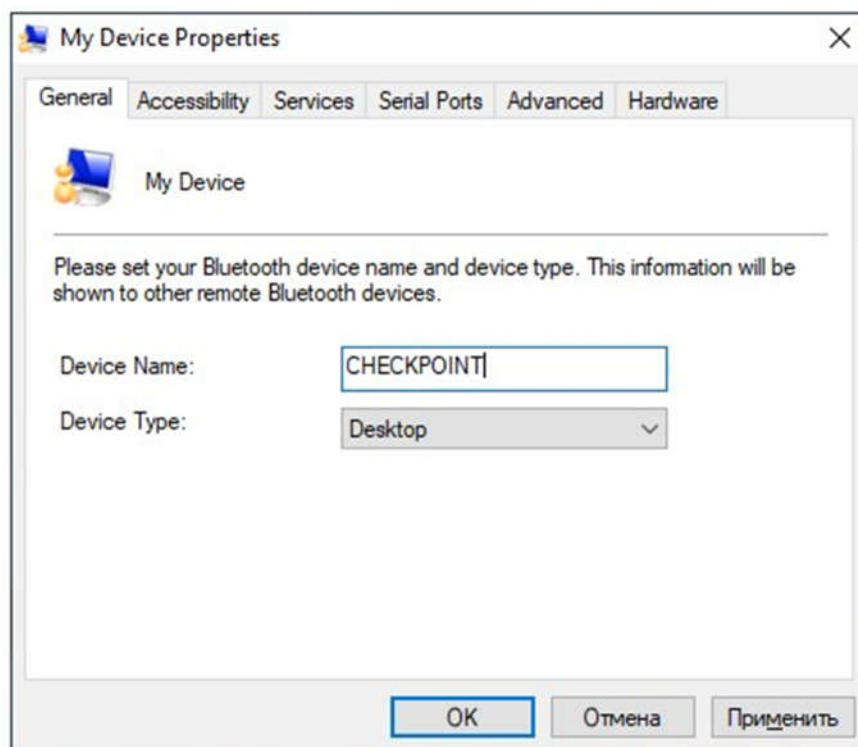 My Device Properties
General Accessibility Services Serial Ports Advanced Hardware
My Device
Please set your Bluetooth device name and device type. This information will be
shown to other remote Bluetooth devices.
Device Name: CHECKPOINT
Device Type: Desktop
OK Отмена Применить